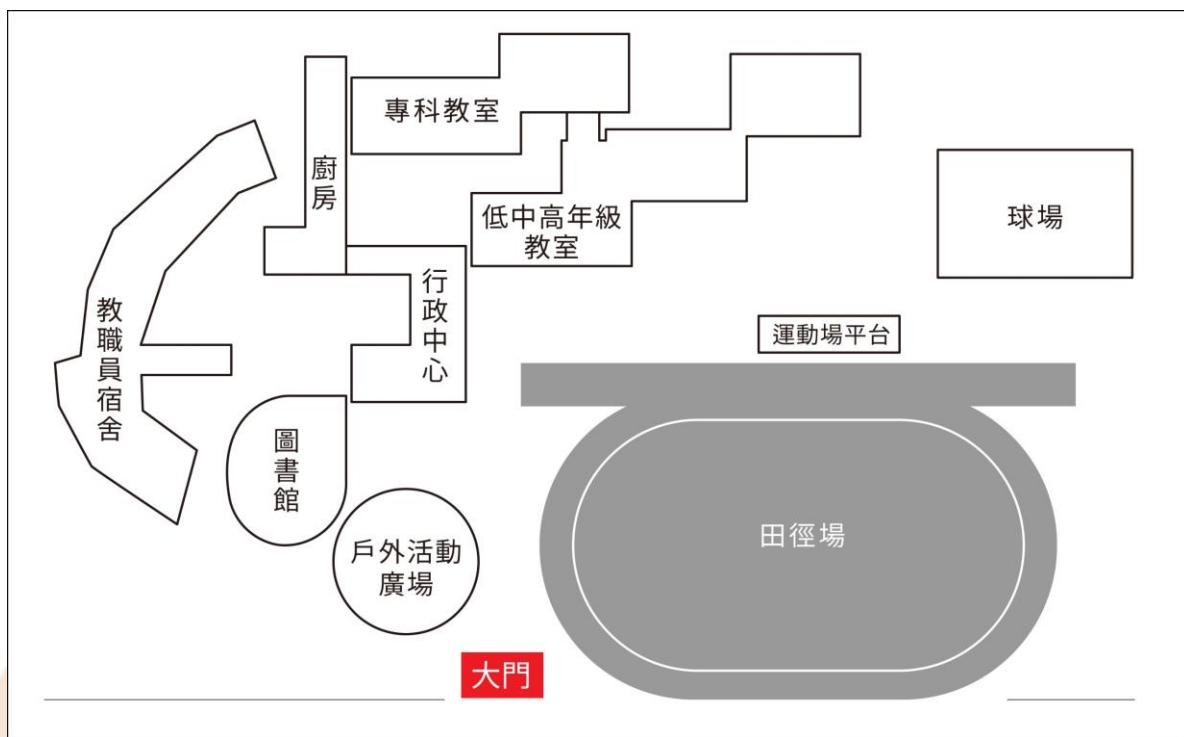 專科教室
廚房
低中高年級
教室
球場
行政中心
教職員宿舍
運動場平台
圖書館
田徑場
戶外活動
廣場
大門